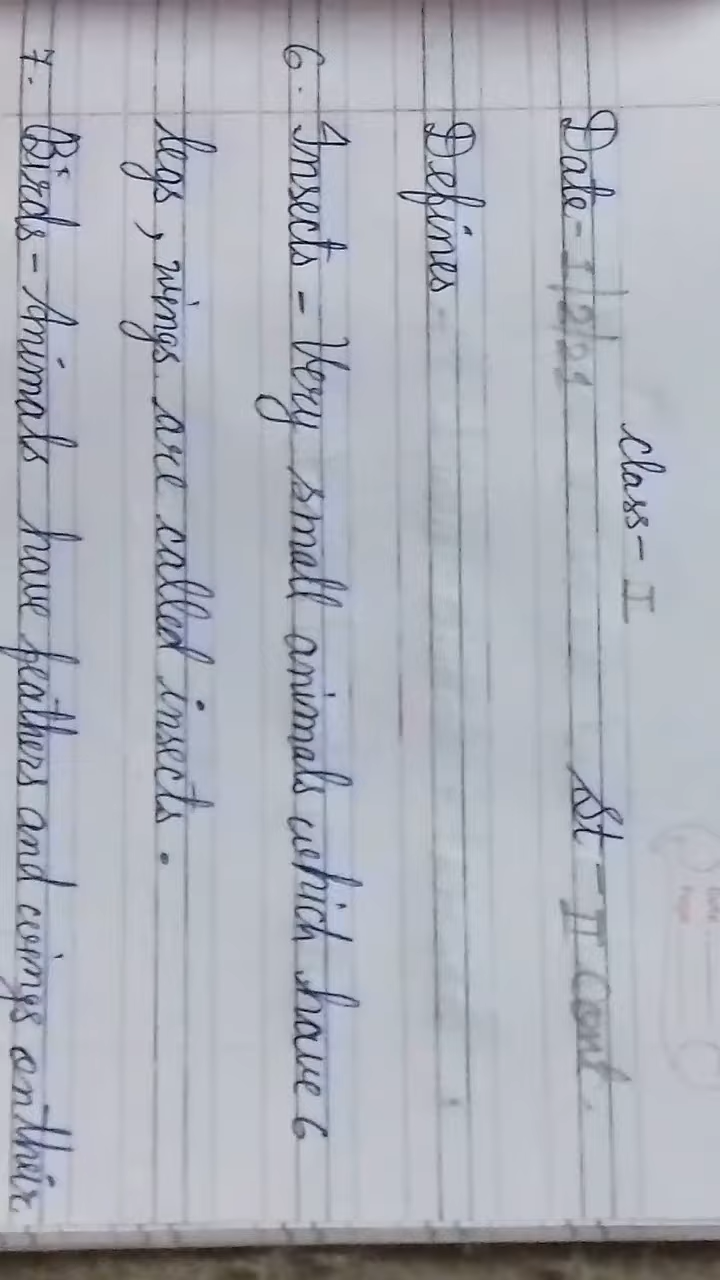 class - II
Date - 1/2/21 St - II Cont.
Defines -
6. Insects - Very small animals which have 6
legs, wings are called insects.
7. Birds - Animals have feathers and wings on their